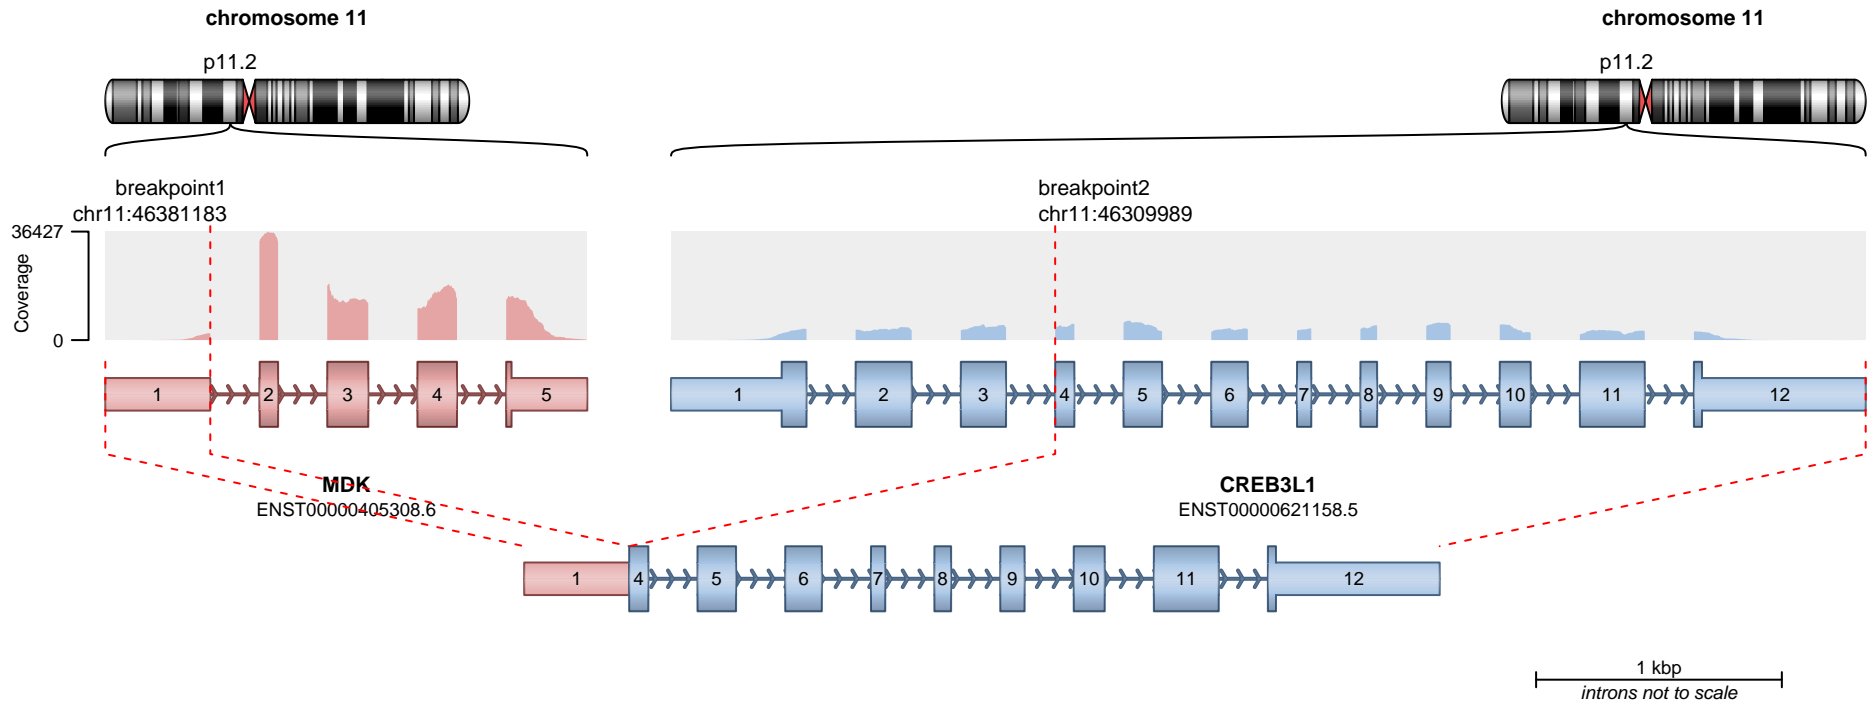 chromosome 11
chromosome 11
p11.2
p11.2
breakpoint1
chr11:46381183
breakpoint2
chr11:46309989
36427
Coverage
0
1 2 3 4 5
1 2 3 4 5 6 7 8 9 10 11 12
MDK
ENST00000405308.6
CREB3L1
ENST00000621158.5
1 4 5 6 7 8 9 10 11 12
1 kbp
introns not to scale